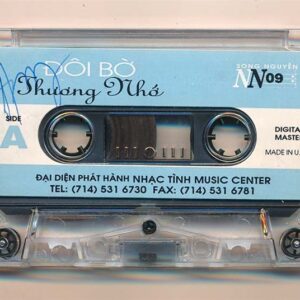 ĐÔI BỜ
Thương Nhớ
SONG NGUYÊN
NN09
SIDE
A
DIGITA
MASTE
MADE IN U.
ĐẠI DIỆN PHÁT HÀNH NHẠC TÌNH MUSIC CENTER
TEL: (714) 531 6730 FAX: (714) 531 6781